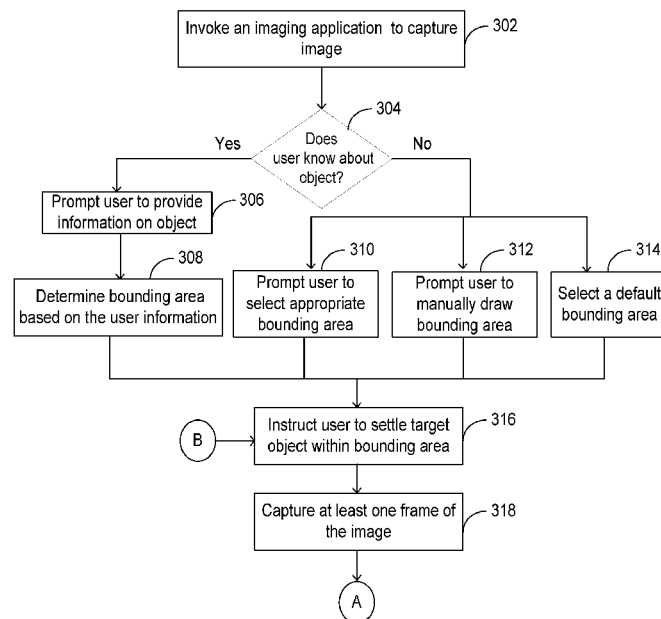 Invoke an imaging application to capture
image
302
304
Does
user know about
object?
Yes
No
Prompt user to provide
information on object
306
308
Determine bounding area
based on the user information
310
Prompt user to
select appropriate
bounding area
312
Prompt user to
manually draw
bounding area
314
Select a default
bounding area
B
Instruct user to settle target
object within bounding area
316
Capture at least one frame of
the image
318
A